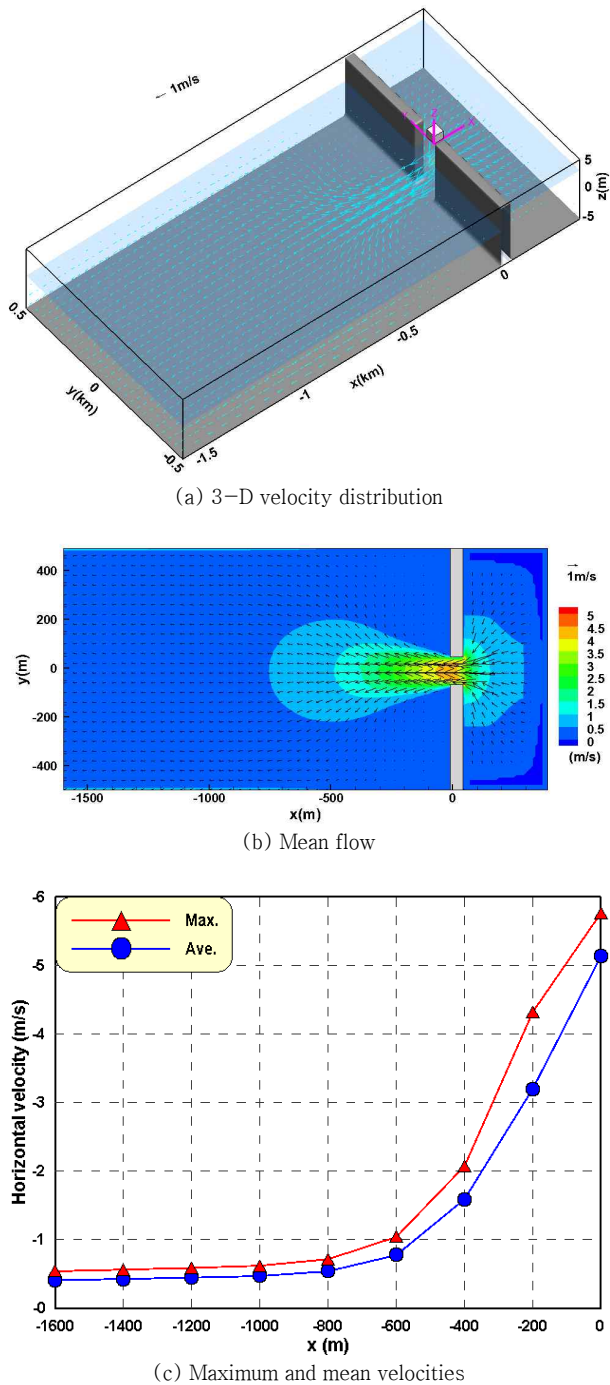 ← 1m/s
Y
Z
X
5
0
-5
z(m)
0
-0.5
x(km)
-1
-1.5
0.5
0
y(km)
-0.5
(a) 3-D velocity distribution
400
200
0
-200
-400
y(m)
-1500
-1000
-500
0
x(m)
→
1m/s
5
4.5
4
3.5
3
2.5
2
1.5
1
0.5
0
(m/s)
(b) Mean flow
Max.
Ave.
-6
-5
-4
-3
-2
-1
-0
Horizontal velocity (m/s)
-1600
-1400
-1200
-1000
-800
-600
-400
-200
-0
x (m)
(c) Maximum and mean velocities